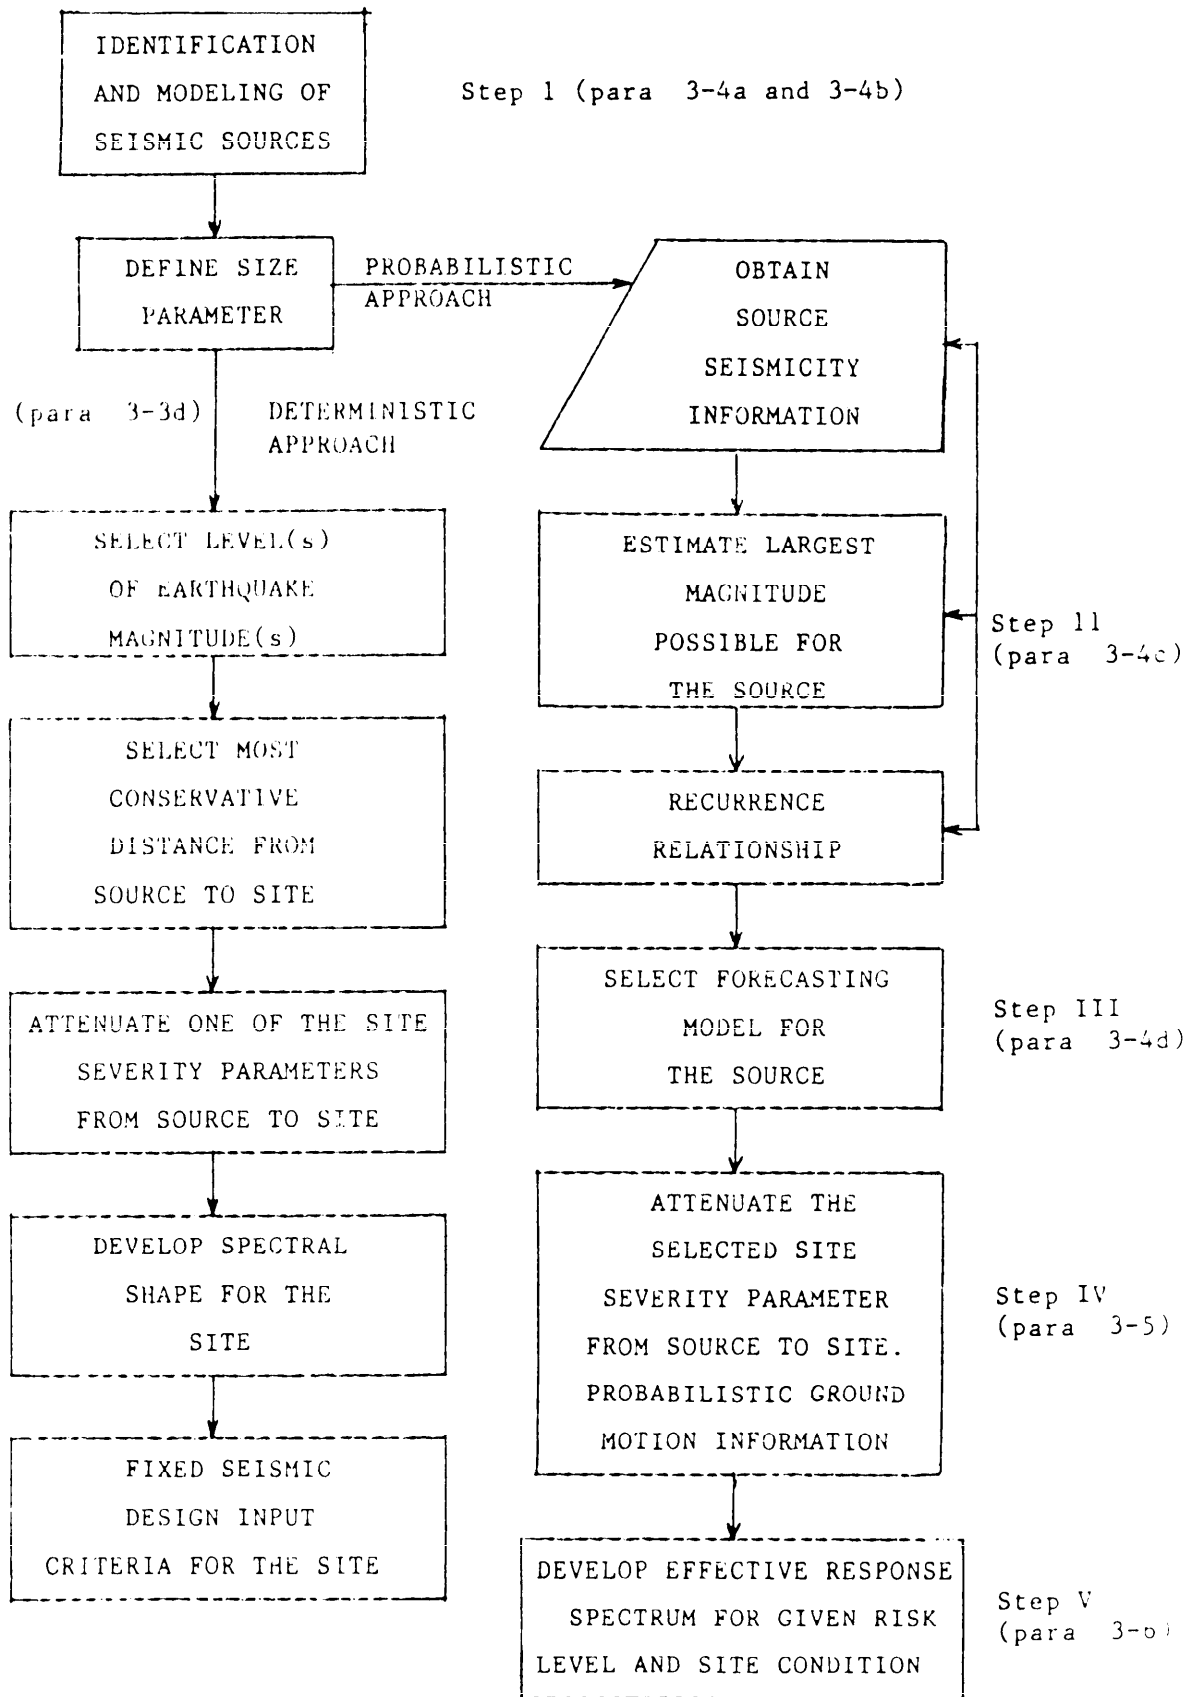 IDENTIFICATION
AND MODELING OF
SEISMIC SOURCES
Step 1 (para 3-4a and 3-4b)
DEFINE SIZE
PARAMETER
PROBABILISTIC
APPROACH
OBTAIN
SOURCE
SEISMICITY
INFORMATION
(para 3-3d)
DETERMINISTIC
APPROACH
SELECT LEVEL(s)
OF EARTHQUAKE
MAGNITUDE(s)
ESTIMATE LARGEST
MAGNITUDE
POSSIBLE FOR
THE SOURCE
Step II
(para 3-4c)
SELECT MOST
CONSERVATIVE
DISTANCE FROM
SOURCE TO SITE
RECURRENCE
RELATIONSHIP
ATTENUATE ONE OF THE SITE
SEVERITY PARAMETERS
FROM SOURCE TO SITE
SELECT FORECASTING
MODEL FOR
THE SOURCE
Step III
(para 3-4d)
DEVELOP SPECTRAL
SHAPE FOR THE
SITE
ATTENUATE THE
SELECTED SITE
SEVERITY PARAMETER
FROM SOURCE TO SITE.
PROBABILISTIC GROUND
MOTION INFORMATION
Step IV
(para 3-5)
FIXED SEISMIC
DESIGN INPUT
CRITERIA FOR THE SITE
DEVELOP EFFECTIVE RESPONSE
SPECTRUM FOR GIVEN RISK
LEVEL AND SITE CONDITION
Step V
(para 3-6)